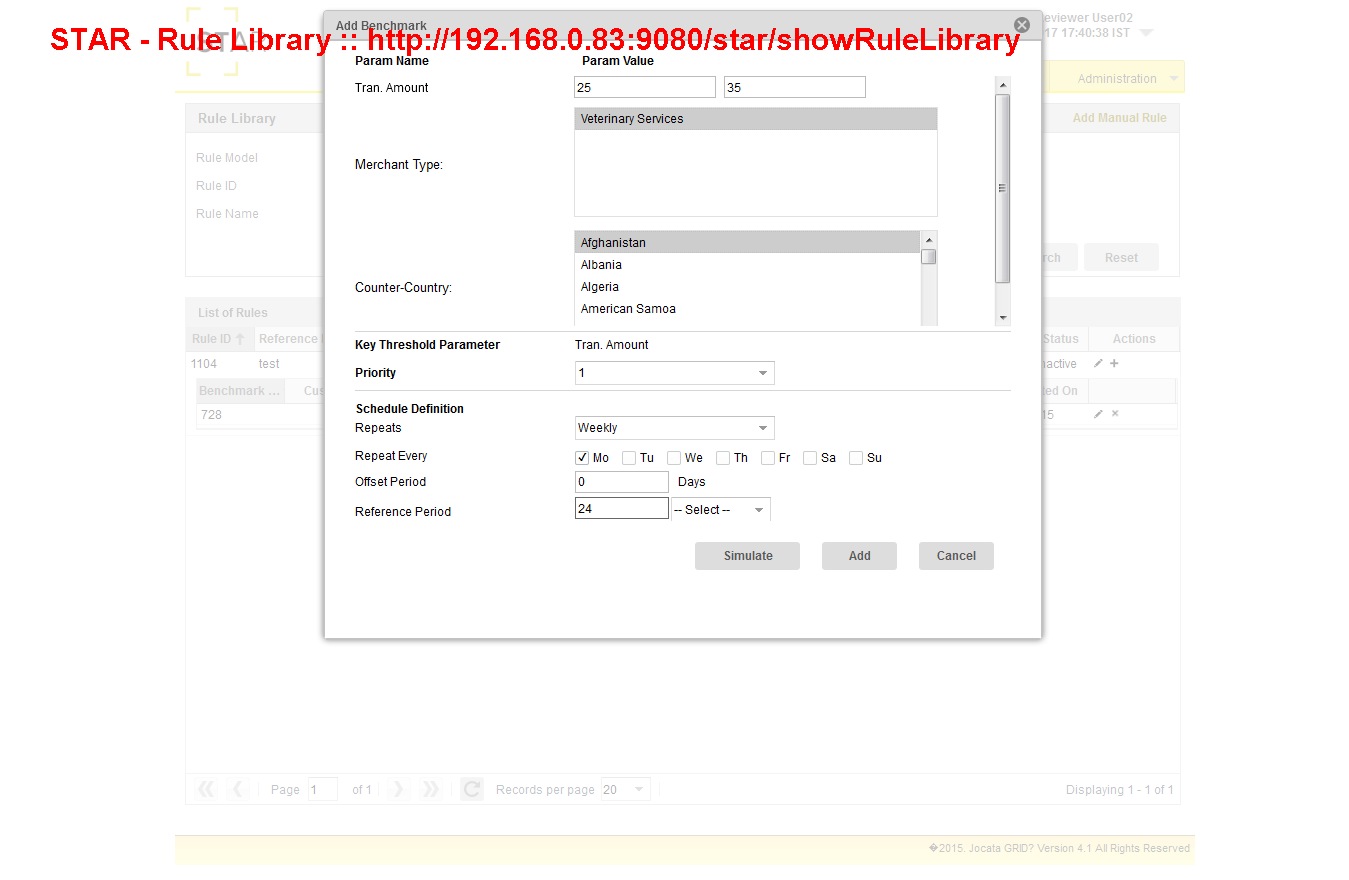 Add Benchmark
eviewer User02
STAR - Rule Library :: http://192.168.0.83:9080/star/showRuleLibrary
17 17:40:38 IST
STA
Param Name Param Value
Administration
Tran. Amount 25 35
Rule Library
Add Manual Rule
Veterinary Services
Rule Model
Merchant Type:
Rule ID
Rule Name
Afghanistan
Albania
rch Reset
Counter-Country:
Algeria
American Samoa
List of Rules
Rule ID Reference
Status Actions
Key Threshold Parameter Tran. Amount
1104 test
active
Priority 1
Benchmark ... Cus
ted On
728
15
Schedule Definition
Repeats Weekly
Repeat Every Mo Tu We Th Fr Sa Su
Offset Period 0 Days
Reference Period 24 -- Select --
Simulate Add Cancel
Page 1 of 1 Records per page 20 Displaying 1 - 1 of 1
�2015. Jocata GRID? Version 4.1 All Rights Reserved